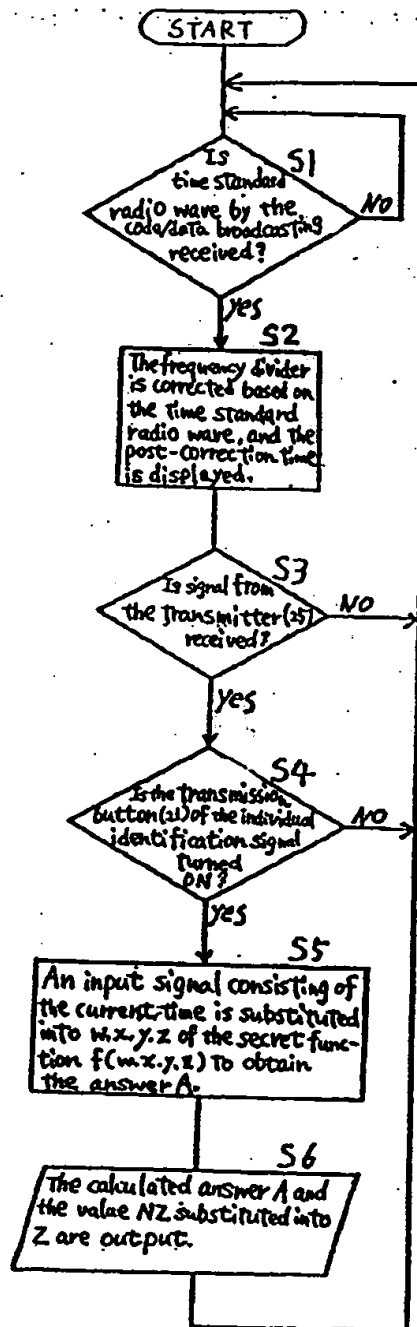 START
Is
S1
time standard
radio wave by the
code/data broadcasting
received?
NO
yes
S2
The frequency divider
is corrected based on
the time standard
radio wave, and the
post-correction time
is displayed.
S3
Is signal from
the transmitter(25)
received?
NO
yes
S4
Is the transmission
button(21) of the individual
identification signal
turned
ON?
NO
yes
S5
An input signal consisting of
the current-time is substituted
into w.x.y.z of the secret func-
tion f(w.x.y.z) to obtain
the answer A.
S6
The calculated answer A and
the value NZ substituted into
Z are output.